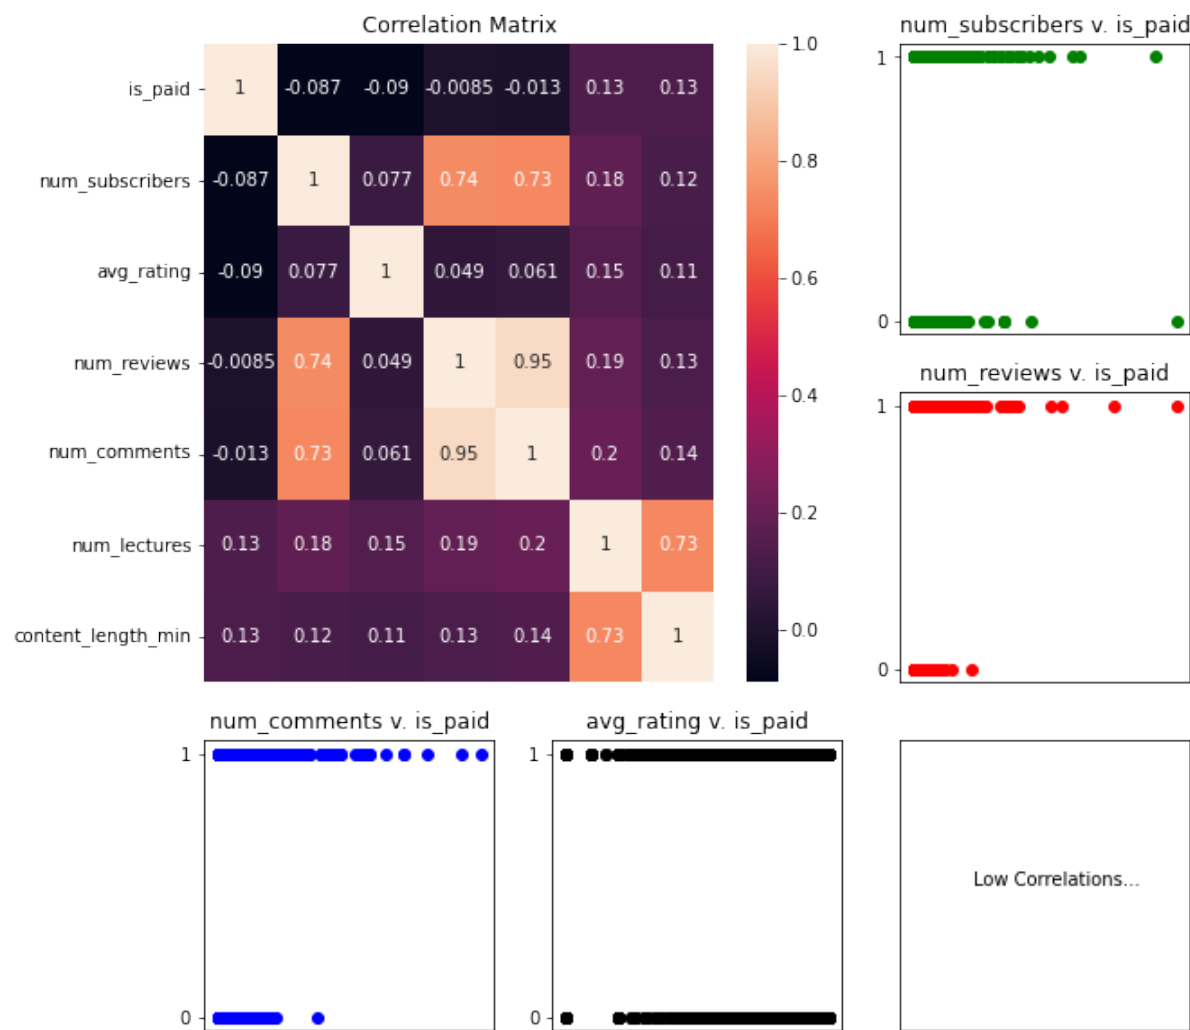 Correlation Matrix
is_paid 1 -0.087 -0.09 -0.0085 -0.013 0.13 0.13
num_subscribers -0.087 1 0.077 0.74 0.73 0.18 0.12
avg_rating -0.09 0.077 1 0.049 0.061 0.15 0.11
num_reviews -0.0085 0.74 0.049 1 0.95 0.19 0.13
num_comments -0.013 0.73 0.061 0.95 1 0.2 0.14
num_lectures 0.13 0.18 0.15 0.19 0.2 1 0.73
content_length_min 0.13 0.12 0.11 0.13 0.14 0.73 1
1.0
0.8
0.6
0.4
0.2
0.0
num_subscribers v. is_paid
1
0
num_reviews v. is_paid
1
0
num_comments v. is_paid
1
0
avg_rating v. is_paid
1
0
Low Correlations...